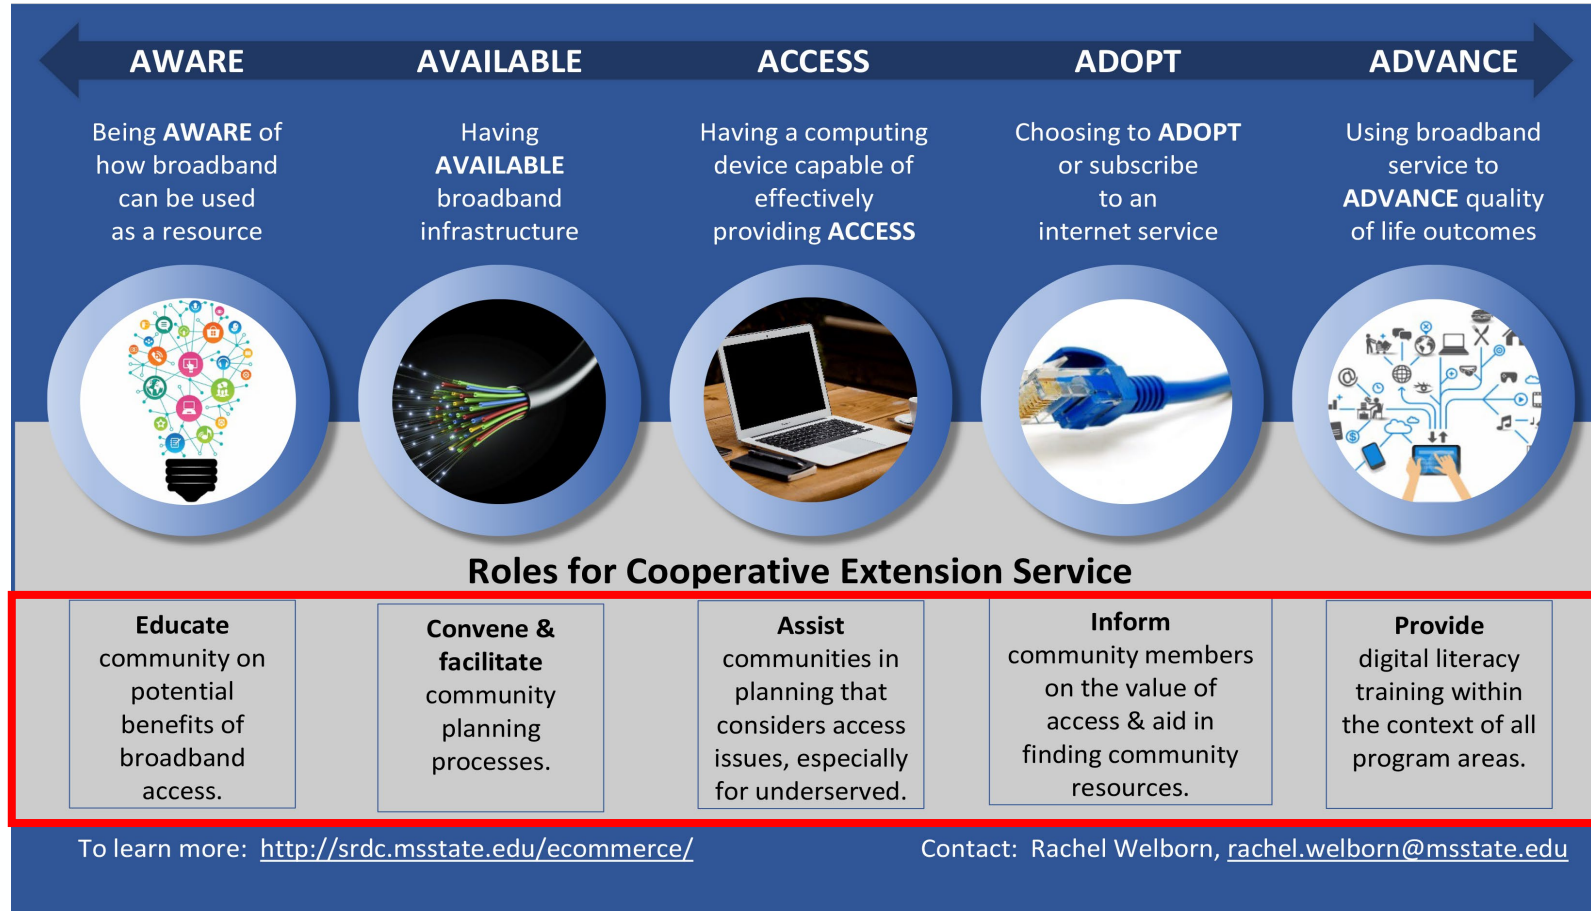 AWARE
AVAILABLE
ACCESS
ADOPT
ADVANCE
Being AWARE of
how broadband
can be used
as a resource
Having
AVAILABLE
broadband
infrastructure
Having a computing
device capable of
effectively
providing ACCESS
Choosing to ADOPT
or subscribe
to an
internet service
Using broadband
service to
ADVANCE quality
of life outcomes
Roles for Cooperative Extension Service
Educate
community on
potential
benefits of
broadband
access.
Convene &
facilitate
community
planning
processes.
Assist
communities in
planning that
considers access
issues, especially
for underserved.
Inform
community members
on the value of
access & aid in
finding community
resources.
Provide
digital literacy
training within
the context of all
program areas.
To learn more: http://srdc.msstate.edu/ecommerce/
Contact: Rachel Welborn, rachel.welborn@msstate.edu